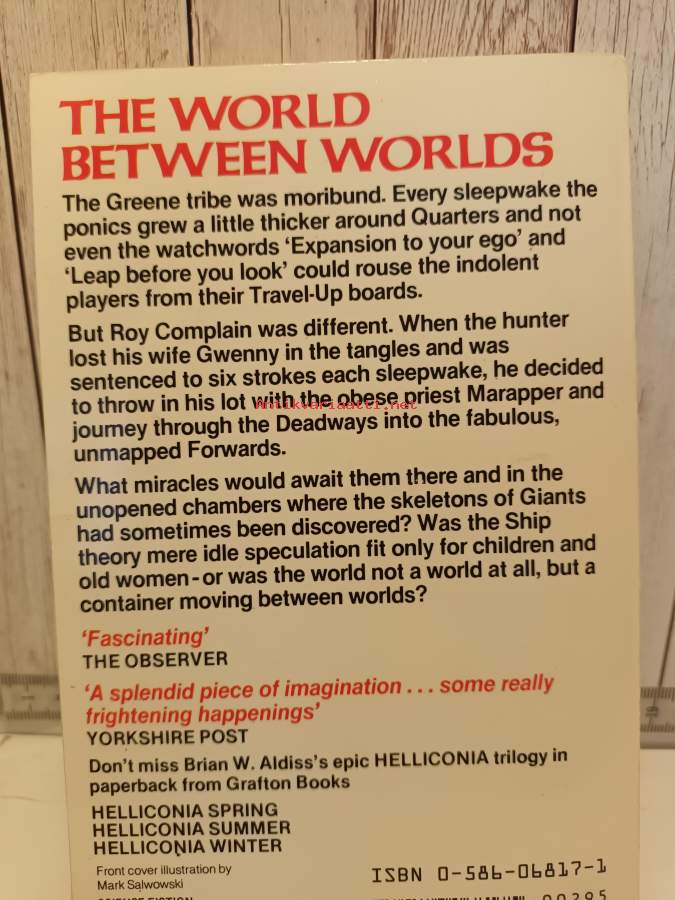 THE WORLD
BETWEEN WORLDS
The Greene tribe was moribund. Every sleepwake the
ponics grew a little thicker around Quarters and not
even the watchwords ‘Expansion to your ego’ and
‘Leap before you look’ could rouse the indolent
players from their Travel-Up boards.
But Roy Complain was different. When the hunter
lost his wife Gwenny in the tangles and was
sentenced to six strokes each sleepwake, he decided
to throw in his lot with the obese priest Marapper and
journey through the Deadways into the fabulous,
unmapped Forwards.
What miracles would await them there and in the
unopened chambers where the skeletons of Giants
had sometimes been discovered? Was the Ship
theory mere idle speculation fit only for children and
old women-or was the world not a world at all, but a
container moving between worlds?
‘Fascinating’
THE OBSERVER
‘A splendid piece of imagination . . . some really
frightening happenings’
YORKSHIRE POST
Don’t miss Brian W. Aldiss’s epic HELLICONIA trilogy in
paperback from Grafton Books
HELLICONIA SPRING
HELLICONIA SUMMER
HELLICONIA WINTER
Front cover illustration by
Mark Salwowski
ISBN 0-586-06817-1
SCIENCE FICTION
00295
Antikvariaatti.net